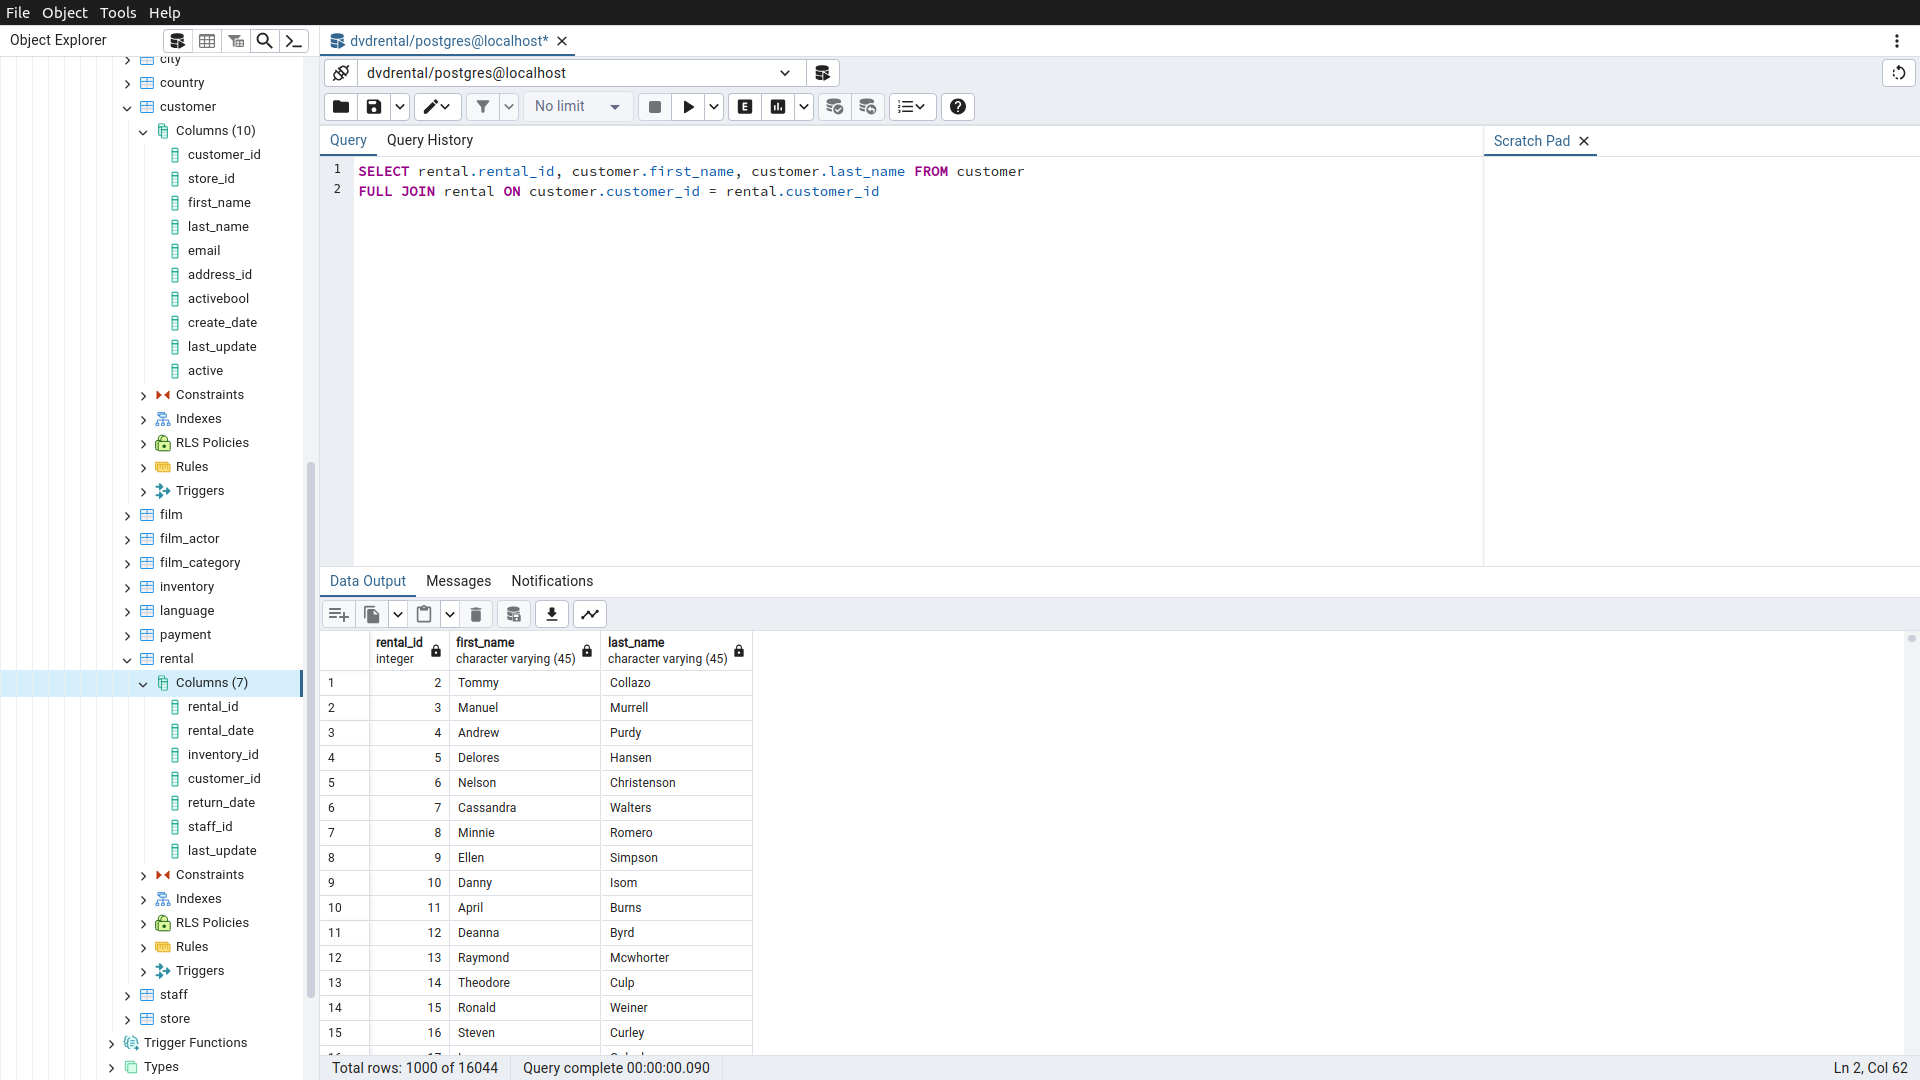 File Object Tools Help
Object Explorer
dvdrental/postgres@localhost*
dvdrental/postgres@localhost
No limit
E
Query Query History
Scratch Pad
1 SELECT rental.rental_id, customer.first_name, customer.last_name FROM customer
2 FULL JOIN rental ON customer.customer_id = rental.customer_id
city
country
customer
Columns (10)
customer_id
store_id
first_name
last_name
email
address_id
activebool
create_date
last_update
active
Constraints
Indexes
RLS Policies
Rules
Triggers
film
film_actor
film_category
inventory
language
payment
rental
Columns (7)
rental_id
rental_date
inventory_id
customer_id
return_date
staff_id
last_update
Constraints
Indexes
RLS Policies
Rules
Triggers
staff
store
Trigger Functions
Types
Data Output Messages Notifications
rental_id first_name last_name
integer character varying (45) character varying (45)
1 2 Tommy Collazo
2 3 Manuel Murrell
3 4 Andrew Purdy
4 5 Delores Hansen
5 6 Nelson Christenson
6 7 Cassandra Walters
7 8 Minnie Romero
8 9 Ellen Simpson
9 10 Danny Isom
10 11 April Burns
11 12 Deanna Byrd
12 13 Raymond Mcwhorter
13 14 Theodore Culp
14 15 Ronald Weiner
15 16 Steven Curley
Total rows: 1000 of 16044 Query complete 00:00:00.090 Ln 2, Col 62